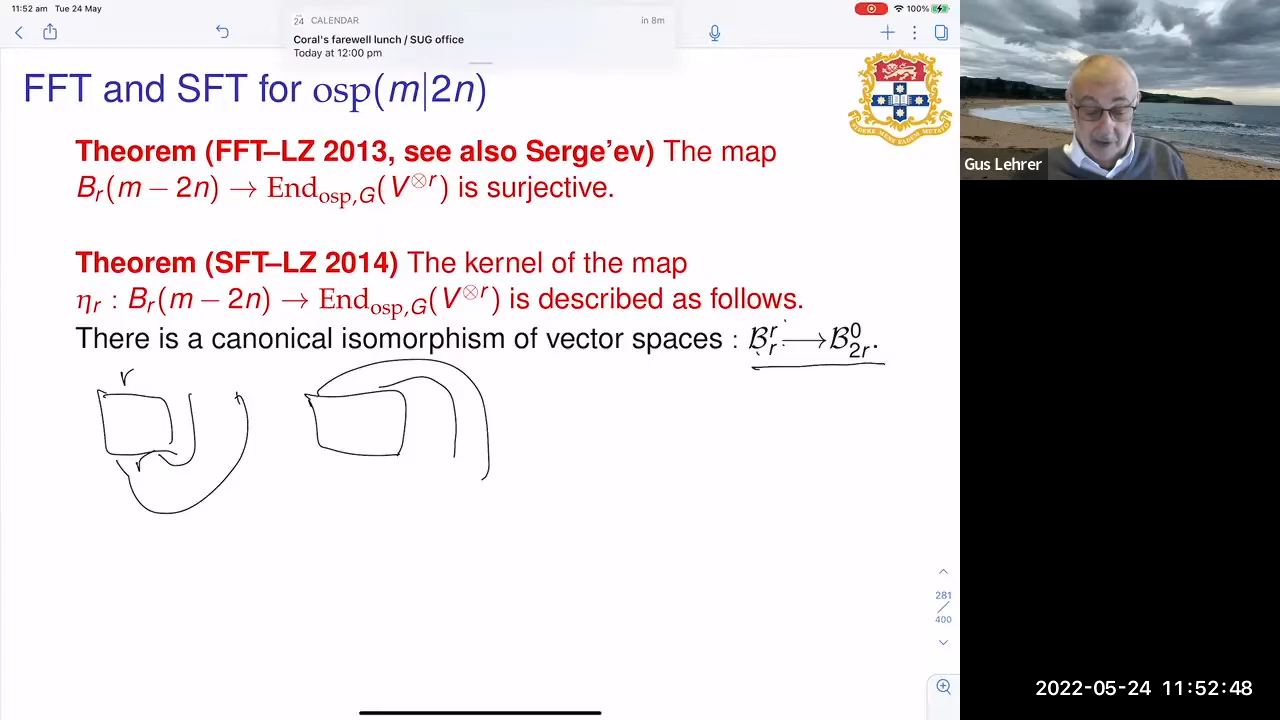 11:52 am Tue 24 May
100%
24 CALENDAR in 8m
Coral's farewell lunch / SUG office
Today at 12:00 pm
FFT and SFT for osp(m|2n)
Theorem (FFT–LZ 2013, see also Serge'ev) The map
B_r(m − 2n) → End_{osp,G}(V^{⊗r}) is surjective.
Theorem (SFT–LZ 2014) The kernel of the map
η_r : B_r(m − 2n) → End_{osp,G}(V^{⊗r}) is described as follows.
There is a canonical isomorphism of vector spaces : ℬ_r^r ⟶ ℬ_{2r}^0.
r
r
281
/
400
Gus Lehrer
2022-05-24 11:52:48